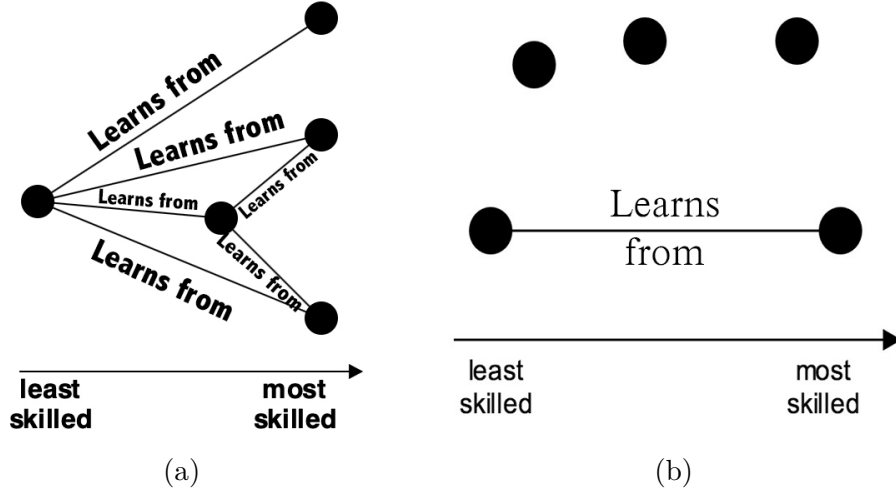 Learns from
Learns from
Learns from
Learns from
Learns from
Learns from
least
skilled
most
skilled
(a)
Learns
from
least
skilled
most
skilled
(b)